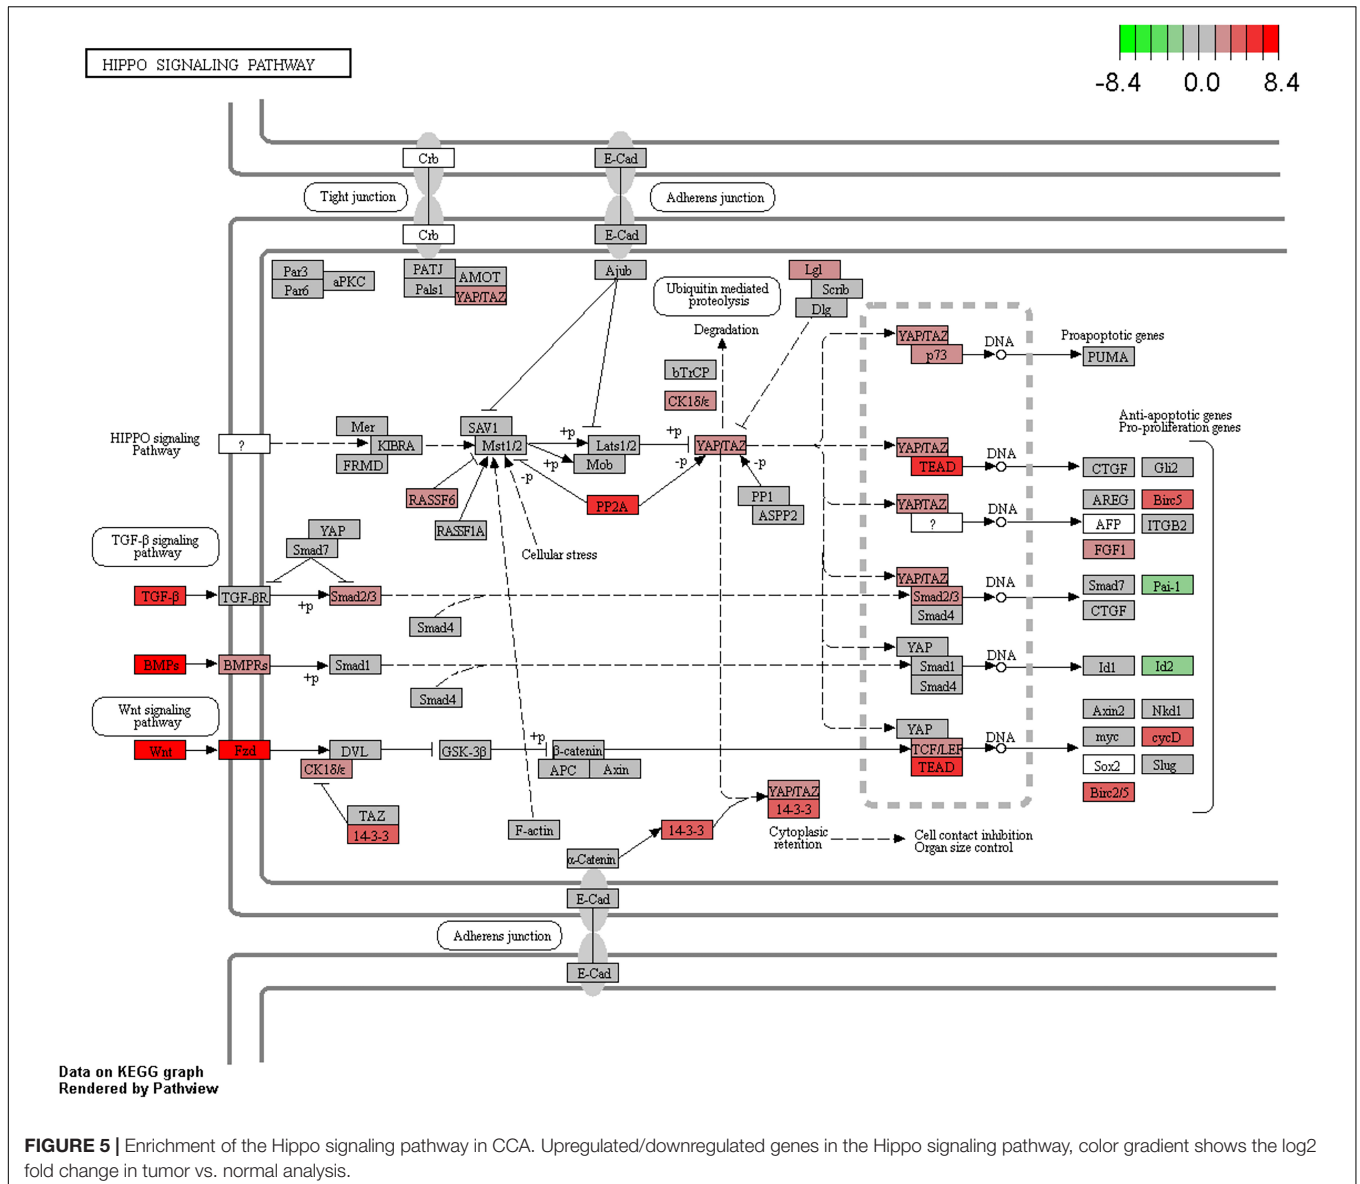 HIPPO SIGNALING PATHWAY
-8.4 0.0 8.4
Crb
E-Cad
Tight junction
Adherens junction
Crb
E-Cad
Par3
Par6
aPKC
PATJ
Pals1
AMOT
YAP/TAZ
Ajub
Ubiquitin mediated
proteolysis
Degradation
Lgl
Scrib
Dlg
bTrCP
CK1δ/ε
YAP/TAZ
p73
DNA
Proapoptotic genes
PUMA
HIPPO signaling
Pathway
?
Mer
KIBRA
FRMD
SAV1
Mst1/2
+p
+p
Lats1/2
Mob
+p
YAP/TAZ
-p
-p
-p
RASSF6
RASSF1A
PP2A
PP1
ASPP2
Cellular stress
YAP/TAZ
TEAD
DNA
Anti-apoptotic genes
Pro-proliferation genes
CTGF
Gli2
YAP/TAZ
?
DNA
AREG
Birc5
AFP
ITGB2
FGF1
TGF-β signaling
pathway
YAP
Smad7
TGF-β
TGF-βR
+p
Smad2/3
Smad4
YAP/TAZ
Smad2/3
Smad4
DNA
Smad7
Pai-1
CTGF
BMPs
BMPRs
+p
Smad1
Smad4
YAP
Smad1
Smad4
DNA
Id1
Id2
Wnt signaling
pathway
Wnt
Fzd
DVL
CK1δ/ε
GSK-3β
+p
β-catenin
APC
Axin
YAP
TCF/LEF
TEAD
DNA
Axin2
Nkd1
myc
cycD
Sox2
Slug
Birc2/5
TAZ
14-3-3
F-actin
α-Catenin
14-3-3
YAP/TAZ
14-3-3
Cytoplasic
retention
Cell contact inhibition
Organ size control
E-Cad
Adherens junction
E-Cad
Data on KEGG graph
Rendered by Pathview
FIGURE 5 | Enrichment of the Hippo signaling pathway in CCA. Upregulated/downregulated genes in the Hippo signaling pathway, color gradient shows the log2
fold change in tumor vs. normal analysis.